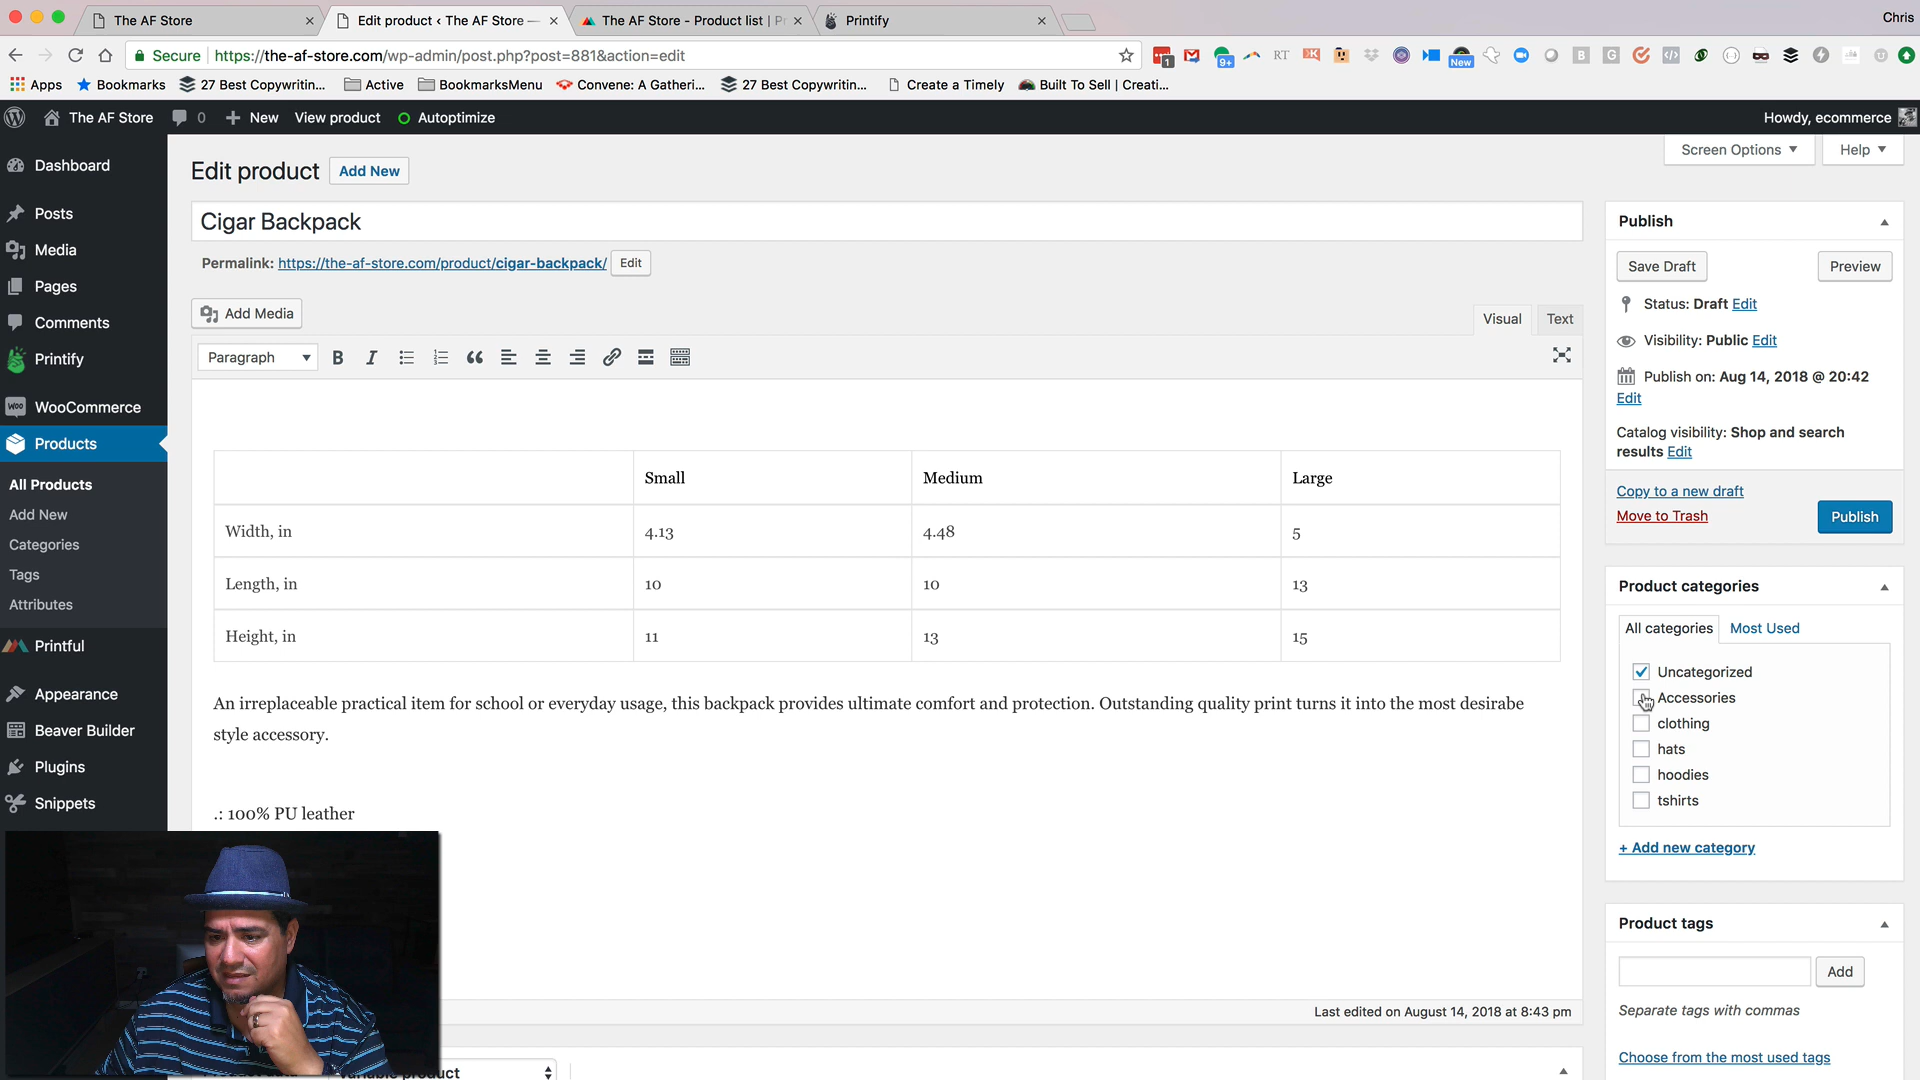 The AF Store
Edit product ‹ The AF Store —
The AF Store - Product list | Pr
Printify
Chris
Secure
https://the-af-store.com/wp-admin/post.php?post=881&action=edit
RT
1
9+
New
Apps
Bookmarks
27 Best Copywritin...
Active
BookmarksMenu
Convene: A Gatheri...
27 Best Copywritin...
Create a Timely
Built To Sell | Creati...
The AF Store
0
New
View product
Autoptimize
Howdy, ecommerce
Dashboard
Posts
Media
Pages
Comments
Printify
WooCommerce
Products
All Products
Add New
Categories
Tags
Attributes
Printful
Appearance
Beaver Builder
Plugins
Snippets
Screen Options
Help
Edit product
Add New
Cigar Backpack
Permalink: https://the-af-store.com/product/cigar-backpack/ Edit
Add Media
Visual
Text
Paragraph
Small Medium Large
Width, in 4.13 4.48 5
Length, in 10 10 13
Height, in 11 13 15
An irreplaceable practical item for school or everyday usage, this backpack provides ultimate comfort and protection. Outstanding quality print turns it into the most desirabe
style accessory.
.: 100% PU leather
Last edited on August 14, 2018 at 8:43 pm
Publish
Save Draft
Preview
Status: Draft Edit
Visibility: Public Edit
Publish on: Aug 14, 2018 @ 20:42
Edit
Catalog visibility: Shop and search
results Edit
Copy to a new draft
Move to Trash
Publish
Product categories
All categories
Most Used
Uncategorized
Accessories
clothing
hats
hoodies
tshirts
+ Add new category
Product tags
Add
Separate tags with commas
Choose from the most used tags